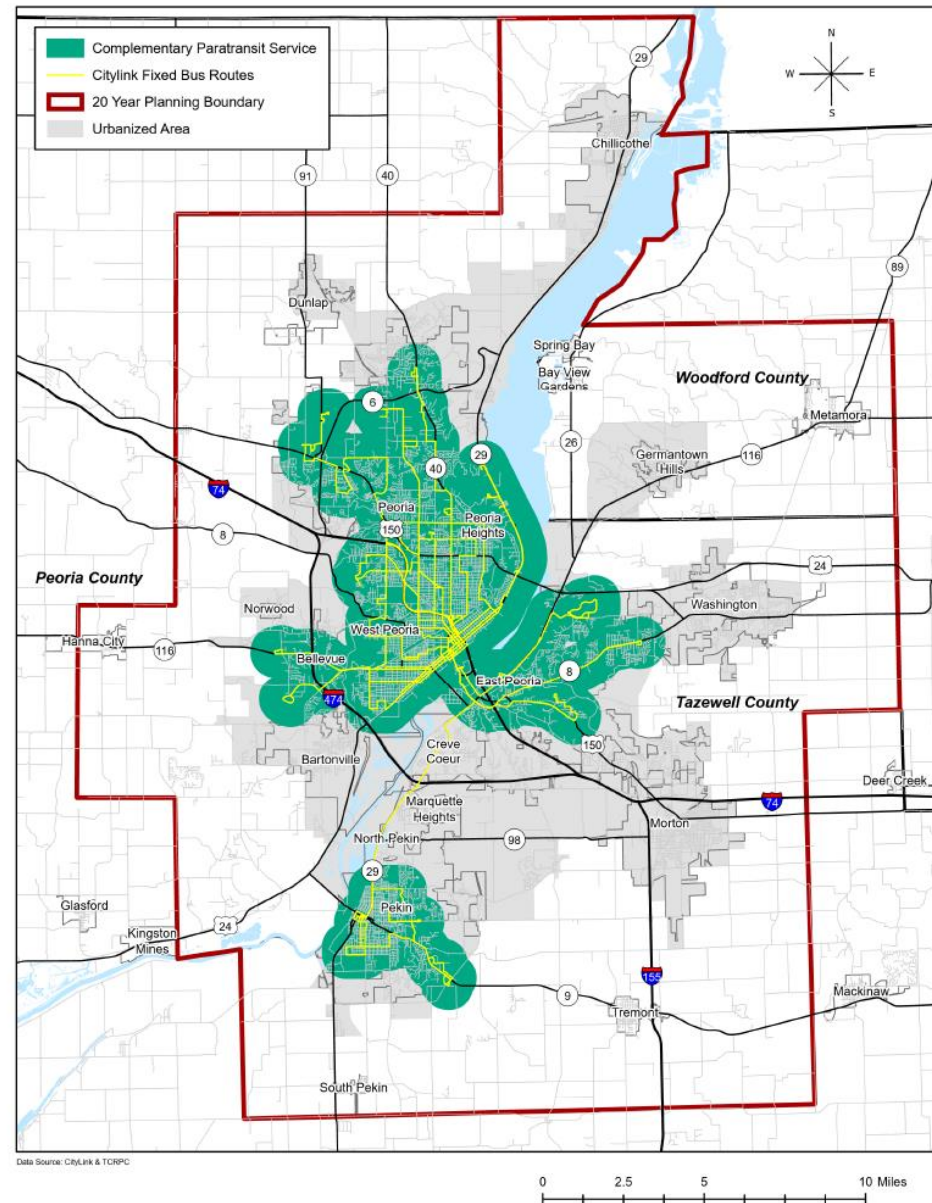 Complementary Paratransit Service
Citylink Fixed Bus Routes
20 Year Planning Boundary
Urbanized Area
N
W
E
S
29
Chillicothe
91
40
89
Dunlap
Spring Bay
Bay View
Gardens
Woodford County
6
Metamora
26
Germantown
Hills
116
40
29
74
Peoria
Peoria
Heights
150
8
24
Peoria County
Norwood
Washington
West Peoria
Hanna City
116
Bellevue
8
East Peoria
474
Tazewell County
150
Creve
Coeur
Bartonville
Deer Creek
74
Marquette
Heights
Morton
North Pekin
98
29
Glasford
Pekin
24
Kingston
Mines
155
9
Mackinaw
Tremont
South Pekin
Data Source: CityLink & TCRPC
0 2.5 5 10 Miles